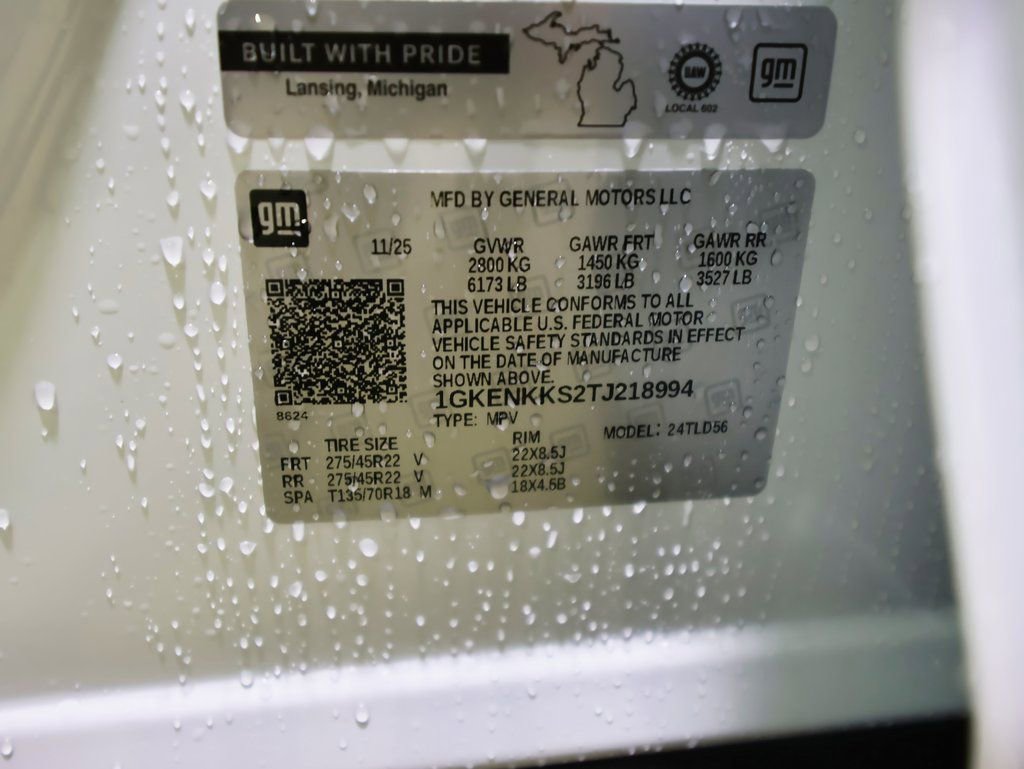 BUILT WITH PRIDE
Lansing, Michigan
UAW
LOCAL 602
gm
gm
MFD BY GENERAL MOTORS LLC
11/25 GVWR GAWR FRT GAWR RR
2800 KG 1450 KG 1600 KG
6173 LB 3196 LB 3527 LB
THIS VEHICLE CONFORMS TO ALL
APPLICABLE U.S. FEDERAL MOTOR
VEHICLE SAFETY STANDARDS IN EFFECT
ON THE DATE OF MANUFACTURE
SHOWN ABOVE.
1GKENKKS2TJ218994
8624
TYPE: MPV MODEL: 24TLD56
TIRE SIZE RIM
FRT 275/45R22 V 22X8.5J
RR 275/45R22 V 22X8.5J
SPA T135/70R18 M 18X4.5B